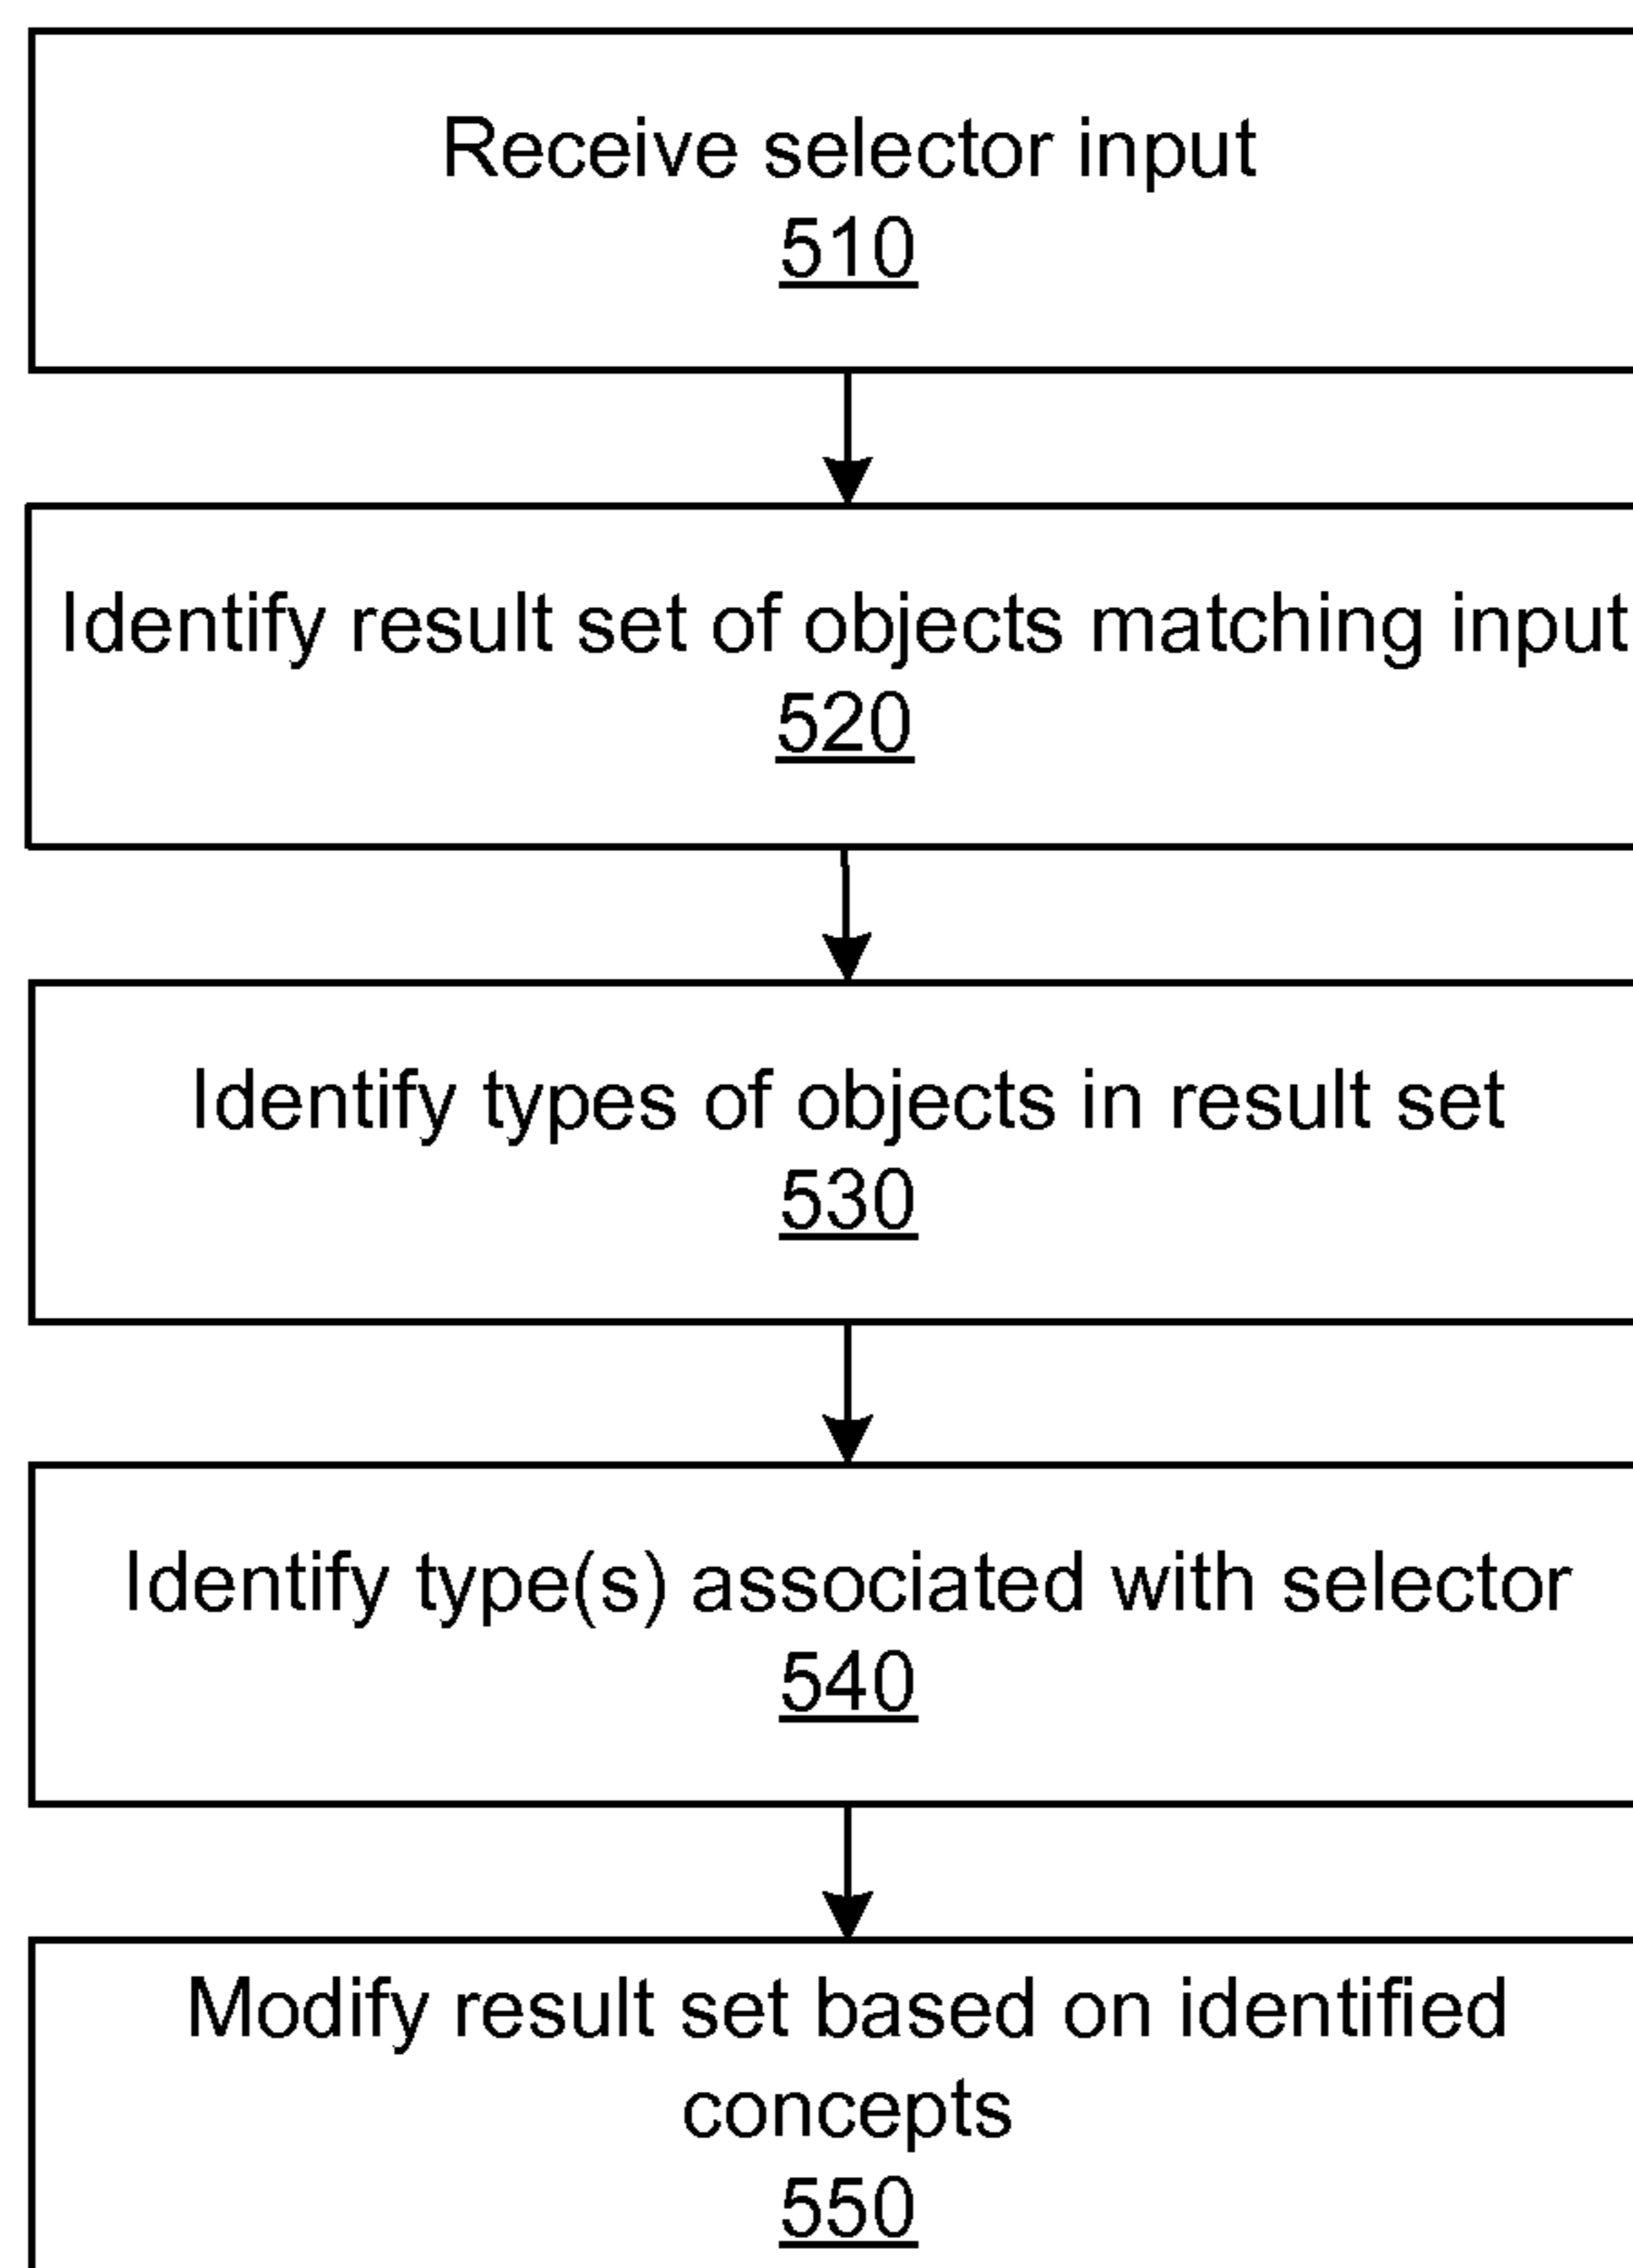 Receive selector input
510
Identify result set of objects matching input
520
Identify types of objects in result set
530
Identify type(s) associated with selector
540
Modify result set based on identified
concepts
550